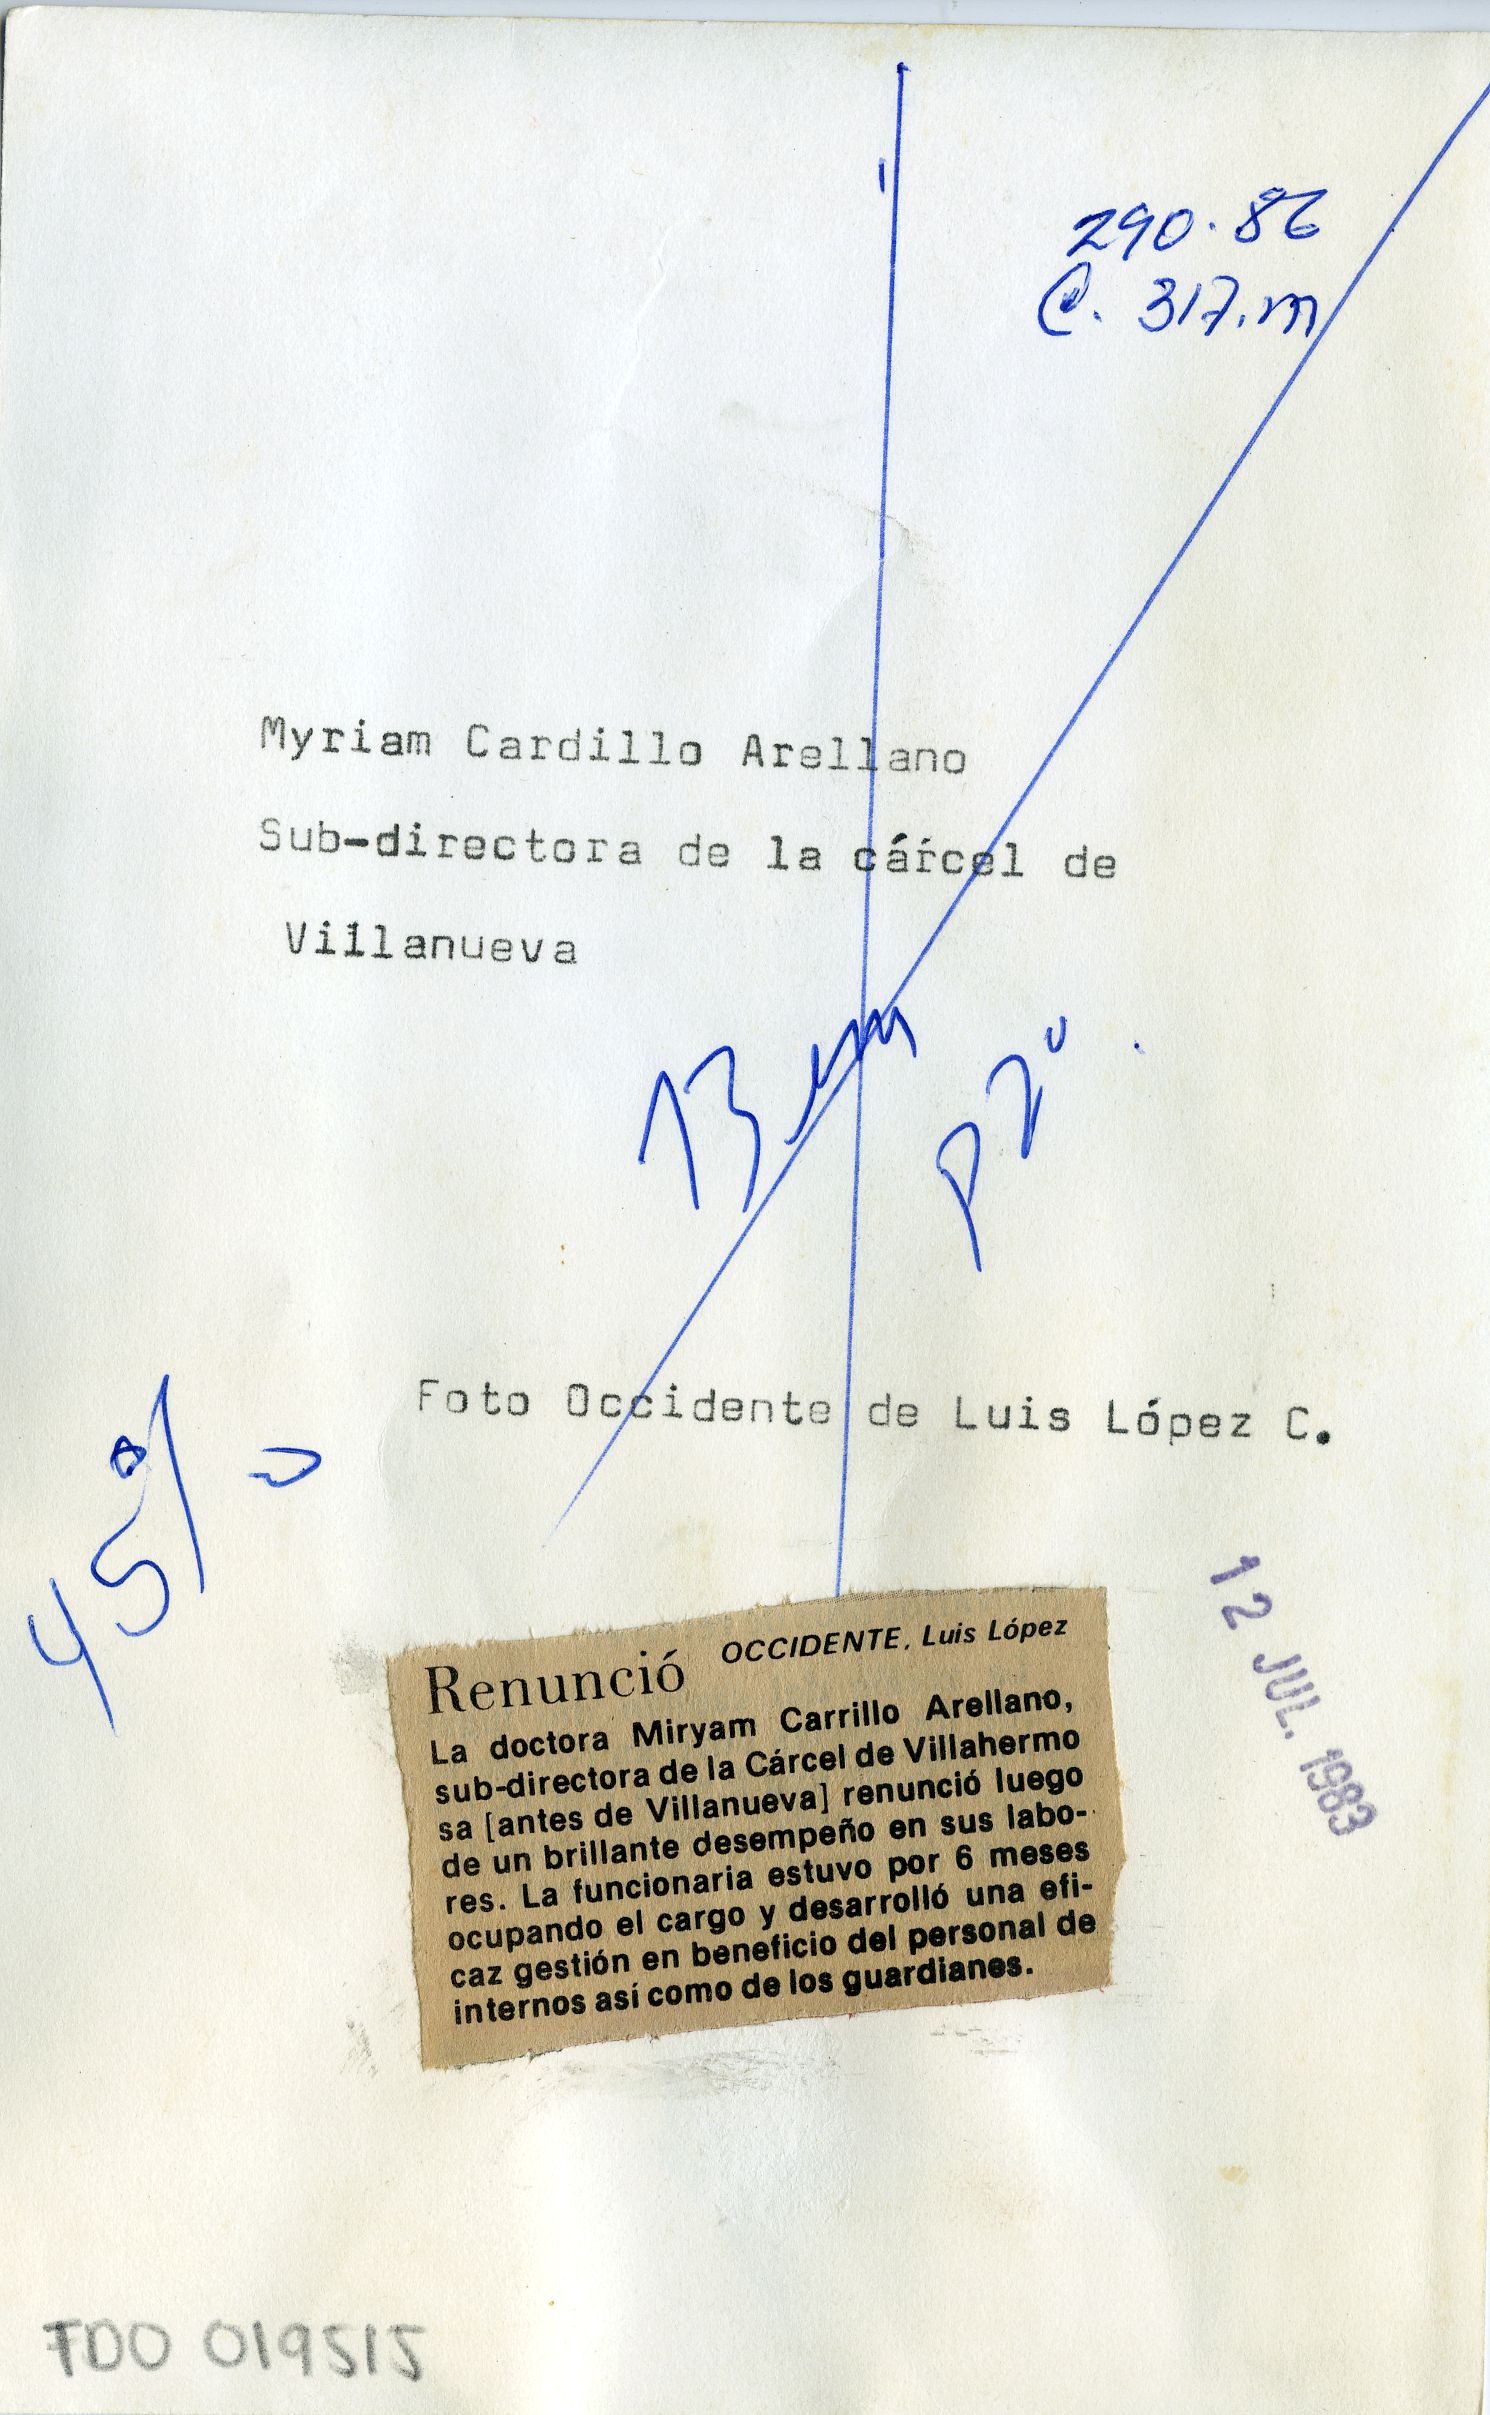 290.86
C. 317.m
Myriam Cardillo Arellano
Sub-directora de la cárcel de
Villanueva
13
Foto Occidente de Luis López C.
45%
12 JUL. 1983
Renunció
OCCIDENTE, Luis López
La doctora Miryam Carrillo Arellano,
sub-directora de la Cárcel de Villahermo
sa [antes de Villanueva] renunció luego
de un brillante desempeño en sus labo-
res. La funcionaria estuvo por 6 meses
ocupando el cargo y desarrolló una efi-
caz gestión en beneficio del personal de
internos así como de los guardianes.
FDO 019515